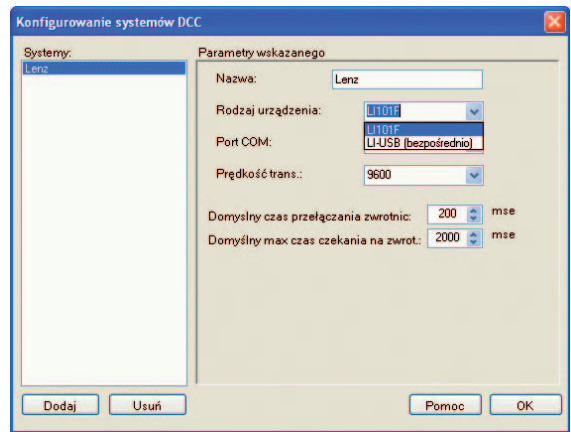 Konfigurowanie systemów DCC
Systemy:
Lenz
Parametry wskazanego
Nazwa: Lenz
Rodzaj urządzenia: LI101F
LI101F
LI-USB (bezpośrednio)
Port COM:
Prędkość trans.: 9600
Domyslny czas przełączania zwrotnic: 200 mse
Domyślny max czas czekania na zwrot.: 2000 mse
Dodaj Usuń Pomoc OK